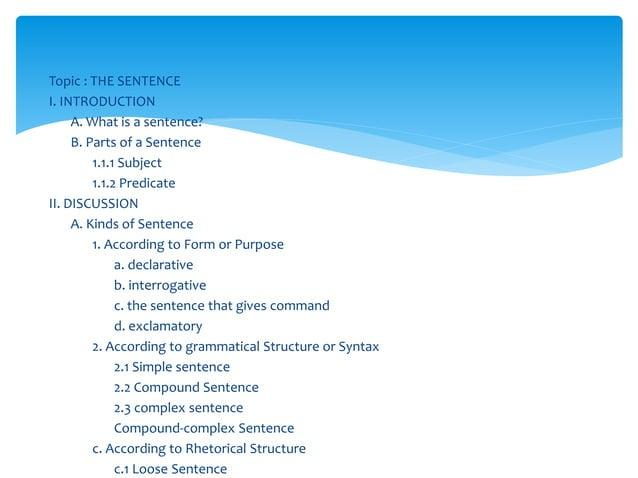 Topic : THE SENTENCE
I. INTRODUCTION
A. What is a sentence?
B. Parts of a Sentence
1.1.1 Subject
1.1.2 Predicate
II. DISCUSSION
A. Kinds of Sentence
1. According to Form or Purpose
a. declarative
b. interrogative
c. the sentence that gives command
d. exclamatory
2. According to grammatical Structure or Syntax
2.1 Simple sentence
2.2 Compound Sentence
2.3 complex sentence
Compound-complex Sentence
c. According to Rhetorical Structure
c.1 Loose Sentence